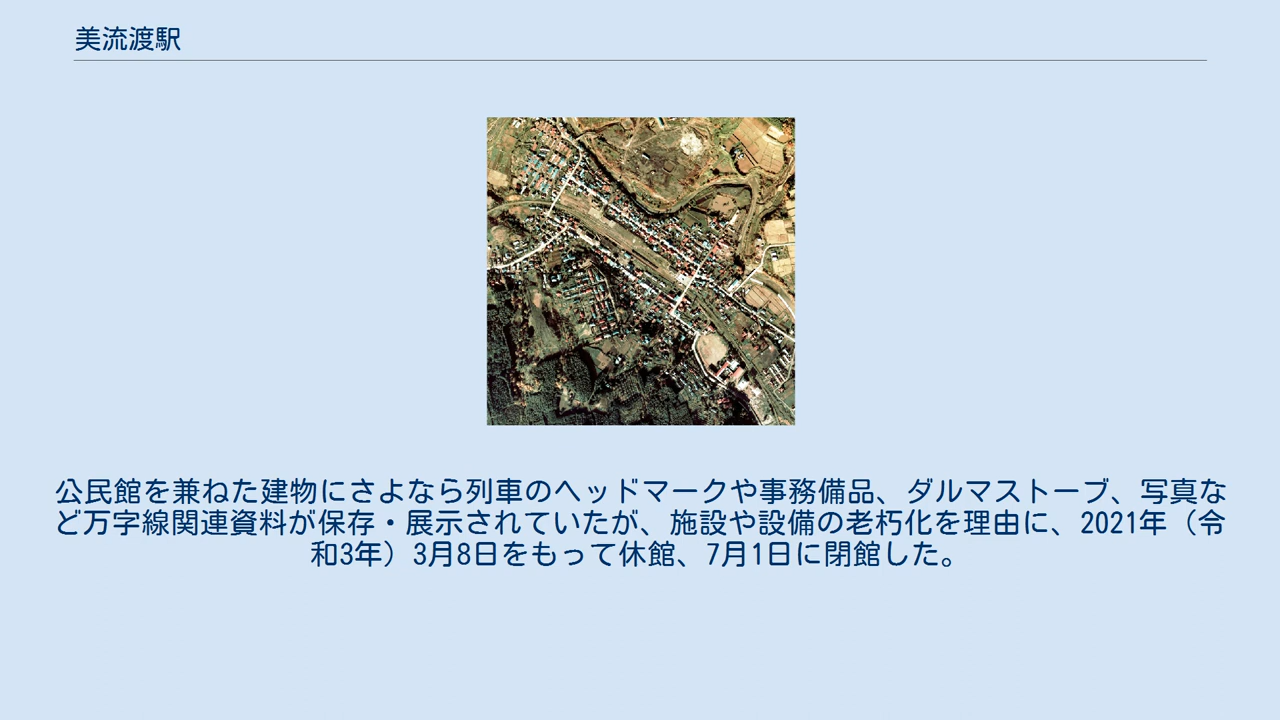 美流渡駅
公民館を兼ねた建物にさよなら列車のヘッドマークや事務備品、ダルマストーブ、写真な
ど万字線関連資料が保存・展示されていたが、施設や設備の老朽化を理由に、2021年（令
和3年）3月8日をもって休館、7月1日に閉館した。